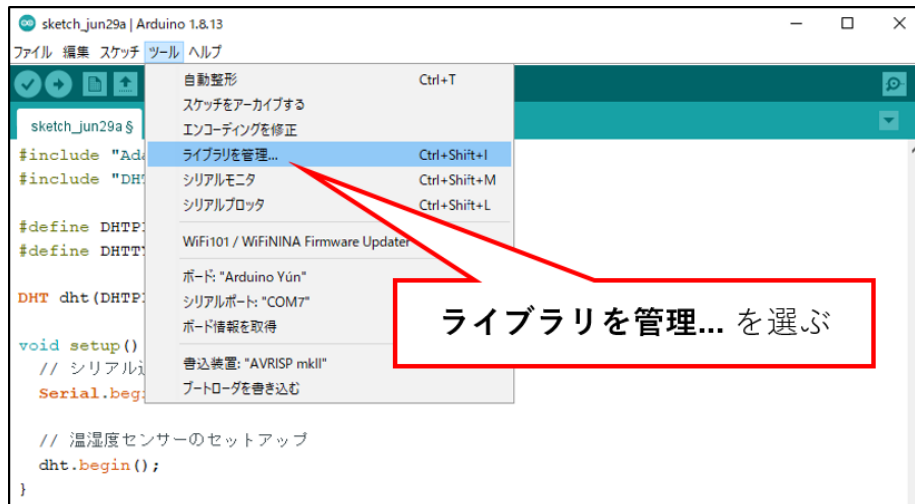 sketch_jun29a | Arduino 1.8.13
ファイル 編集 スケッチ ツール ヘルプ
自動整形 Ctrl+T
スケッチをアーカイブする
エンコーディングを修正
ライブラリを管理... Ctrl+Shift+I
シリアルモニタ Ctrl+Shift+M
シリアルプロッタ Ctrl+Shift+L
WiFi101 / WiFiNINA Firmware Updater
ボード: "Arduino Yún"
シリアルポート: "COM7"
ボード情報を取得
書込装置: "AVRISP mkII"
ブートローダを書き込む
sketch_jun29a §
#include "Ada
#include "DHT
#define DHTPI
#define DHTTY
DHT dht(DHTPI
void setup()
// シリアル通
Serial.begi
// 温湿度センサーのセットアップ
dht.begin();
}
ライブラリを管理... を選ぶ